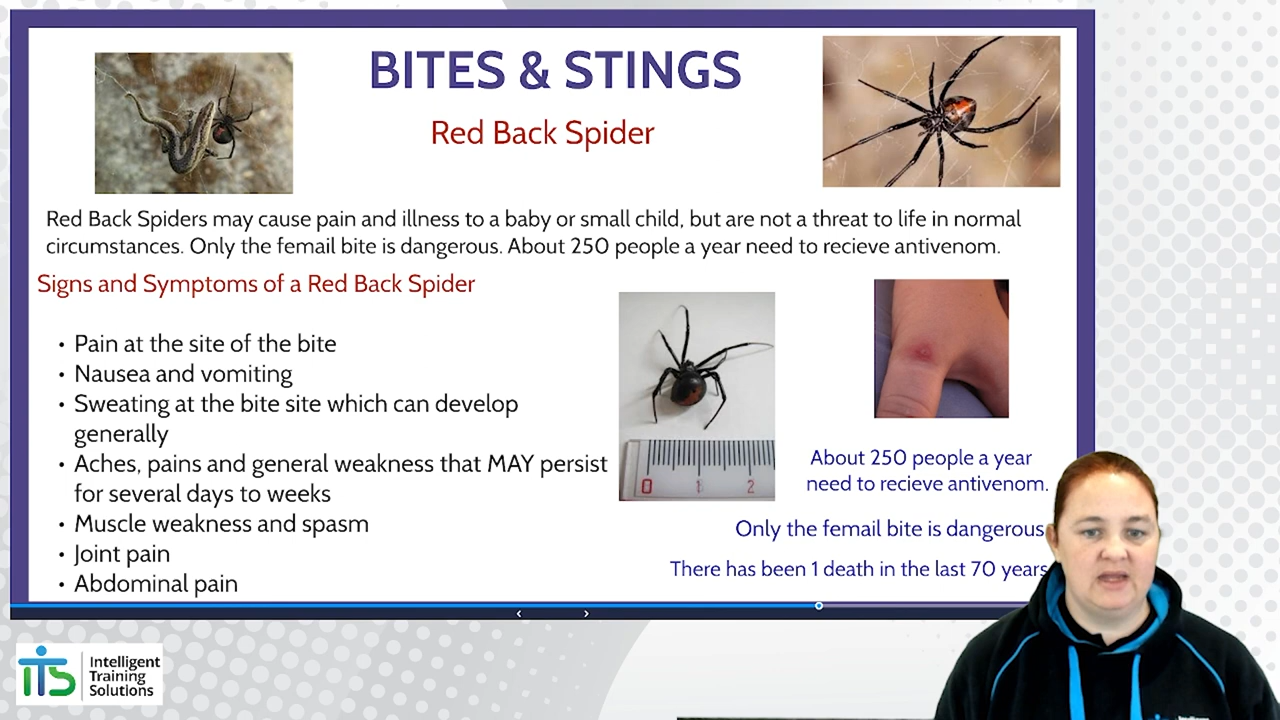 BITES & STINGS
Red Back Spider
Red Back Spiders may cause pain and illness to a baby or small child, but are not a threat to life in normal
circumstances. Only the femail bite is dangerous. About 250 people a year need to recieve antivenom.
Signs and Symptoms of a Red Back Spider
• Pain at the site of the bite
• Nausea and vomiting
• Sweating at the bite site which can develop
generally
• Aches, pains and general weakness that MAY persist
for several days to weeks
• Muscle weakness and spasm
• Joint pain
• Abdominal pain
0 1 2
About 250 people a year
need to recieve antivenom.
Only the femail bite is dangerous
There has been 1 death in the last 70 years
iTS
Intelligent
Training
Solutions